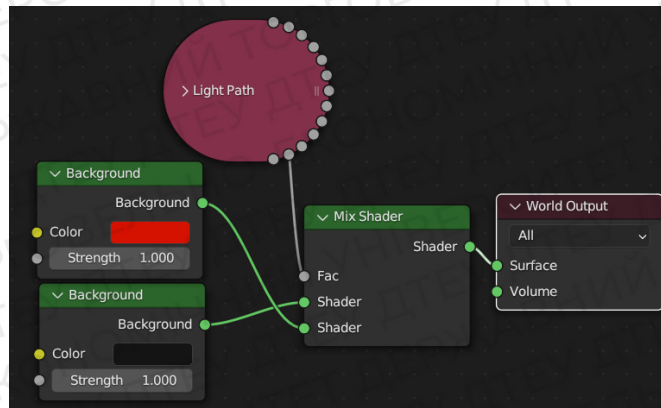 Light Path
Background
Background
Color
Strength 1.000
Background
Background
Color
Strength 1.000
Mix Shader
Shader
Fac
Shader
Shader
World Output
All
Surface
Volume